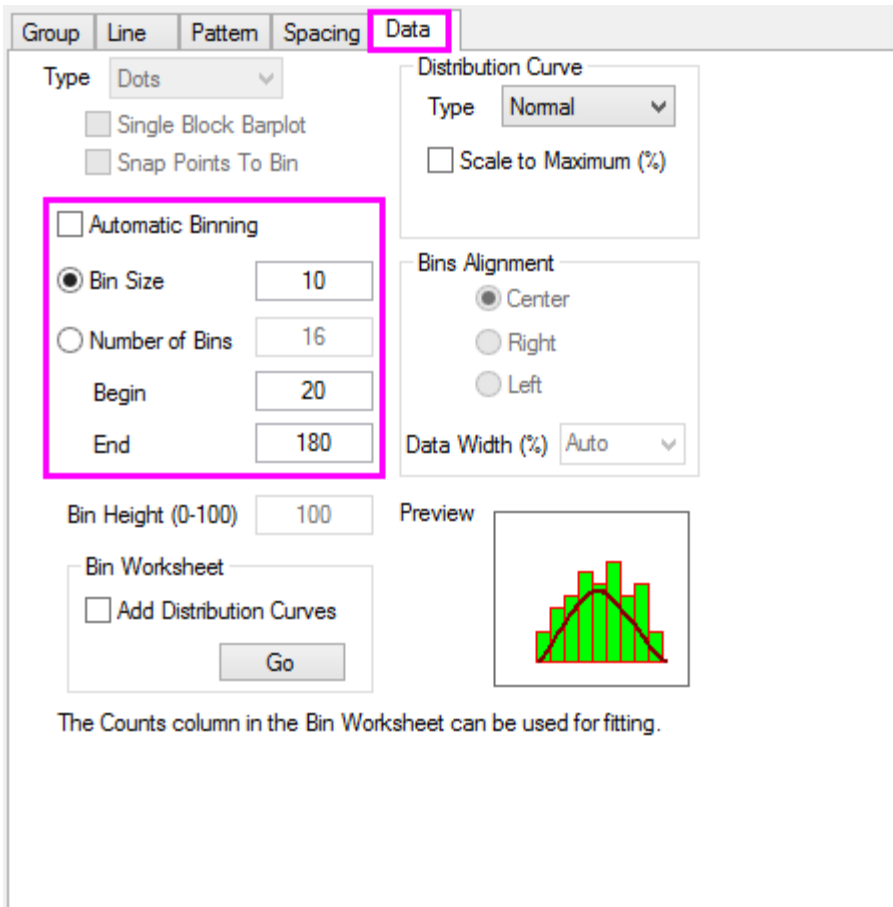 Group Line Pattern Spacing Data
Type Dots
Single Block Barplot
Snap Points To Bin
Automatic Binning
Bin Size 10
Number of Bins 16
Begin 20
End 180
Bin Height (0-100) 100
Bin Worksheet
Add Distribution Curves
Go
Distribution Curve
Type Normal
Scale to Maximum (%)
Bins Alignment
Center
Right
Left
Data Width (%) Auto
Preview
The Counts column in the Bin Worksheet can be used for fitting.